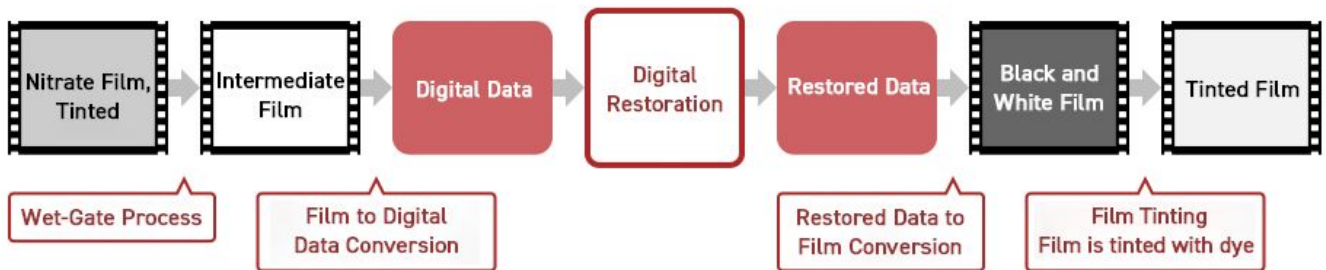 Nitrate Film,
Tinted
Intermediate
Film
Digital Data
Digital
Restoration
Restored Data
Black and
White Film
Tinted Film
Wet-Gate Process
Film to Digital
Data Conversion
Restored Data to
Film Conversion
Film Tinting
Film is tinted with dye